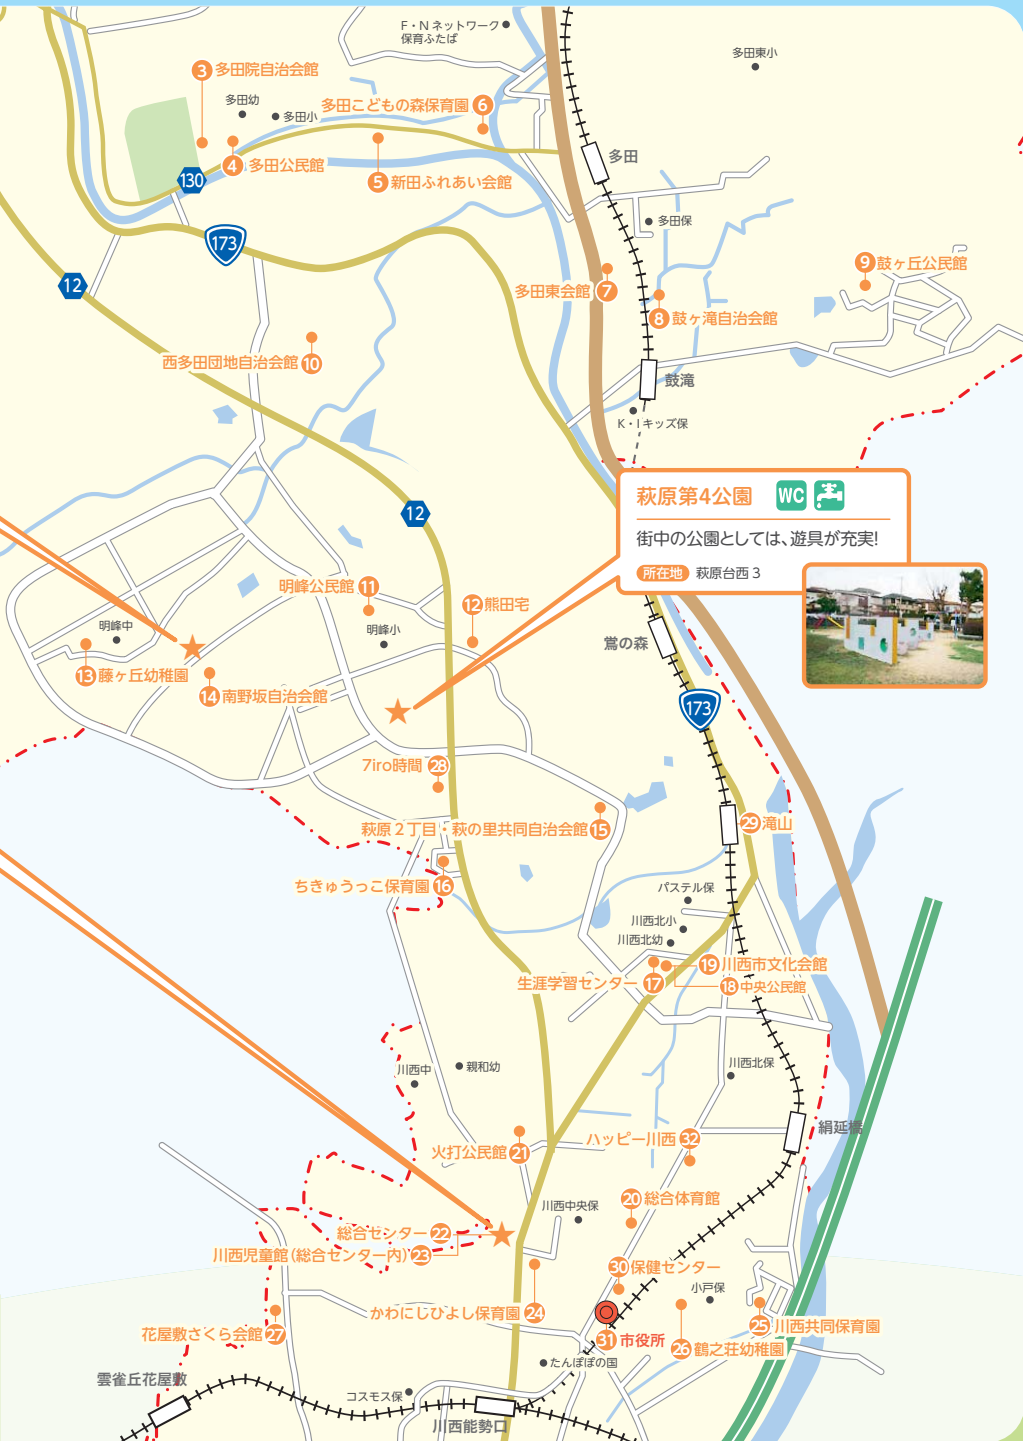 F・Nネットワーク
保育ふたば
多田東小
3 多田院自治会館
多田幼
多田小
多田こどもの森保育園 6
4 多田公民館
130
5 新田ふれあい会館
多田
多田保
173
12
9 鼓ヶ丘公民館
多田東会館 7
8 鼓ヶ滝自治会館
西多田団地自治会館 10
鼓滝
K・Iキッズ保
萩原第4公園 WC
街中の公園としては、遊具が充実!
所在地 萩原台西3
12
明峰公民館 11
12 熊田宅
明峰中
明峰小
鴬の森
13 藤ヶ丘幼稚園
14 南野坂自治会館
173
7iro時間 28
萩原2丁目・萩の里共同自治会館 15
29 滝山
ちきゅうっこ保育園 16
パステル保
川西北小
川西北幼
19 川西市文化会館
生涯学習センター 17
18 中央公民館
川西中
親和幼
川西北保
絹延橋
火打公民館 21
ハッピー川西 32
20 総合体育館
川西中央保
総合センター 22
川西児童館(総合センター内) 23
30 保健センター
小戸保
かわにしひよし保育園 24
花屋敷さくら会館 27
31 市役所
25 川西共同保育園
26 鶴之荘幼稚園
たんぽぽの国
雲雀丘花屋敷
コスモス保
川西能勢口